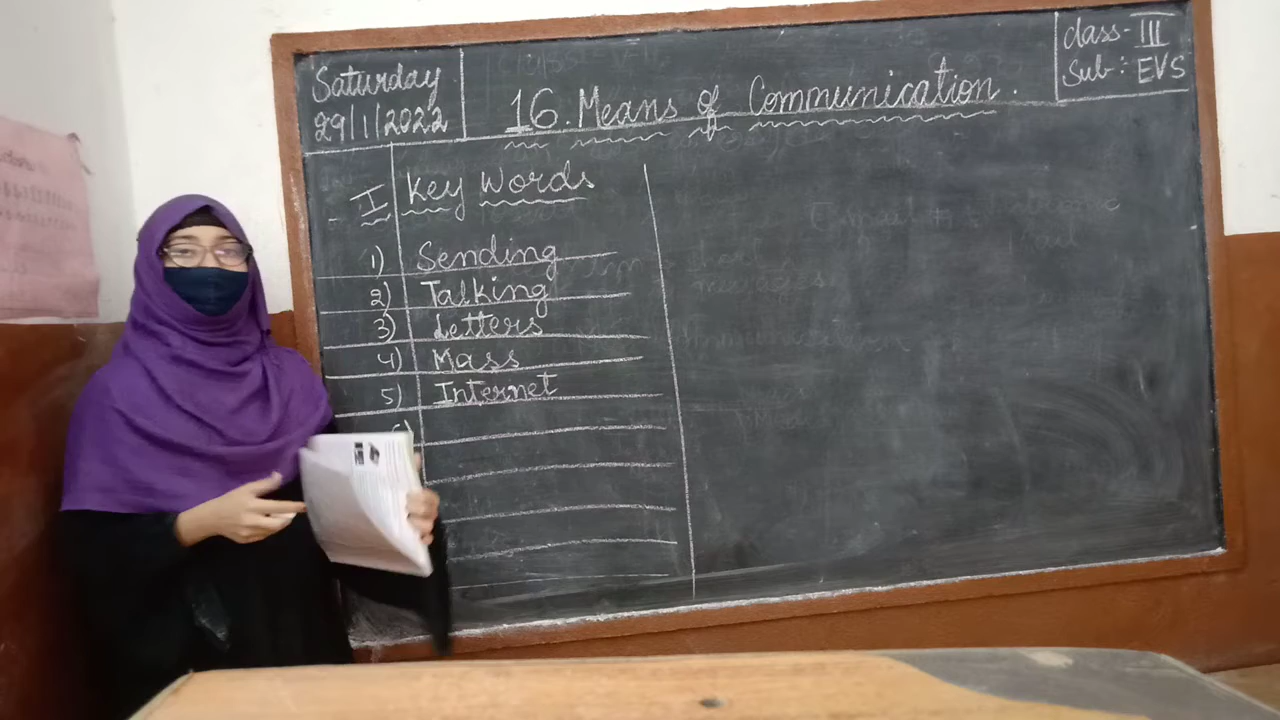 Saturday
29/1/2022
16. Means of Communication.
Class- III
Sub:- EVS
I Key Words
1) Sending
2) Talking
3) Letters
4) Mass
5) Internet
6)